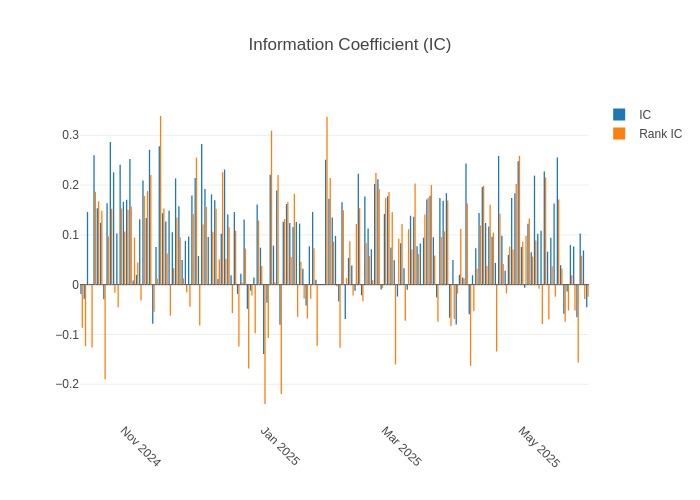 Information Coefficient (IC)
IC
Rank IC
0.3
0.2
0.1
0
−0.1
−0.2
Nov 2024
Jan 2025
Mar 2025
May 2025